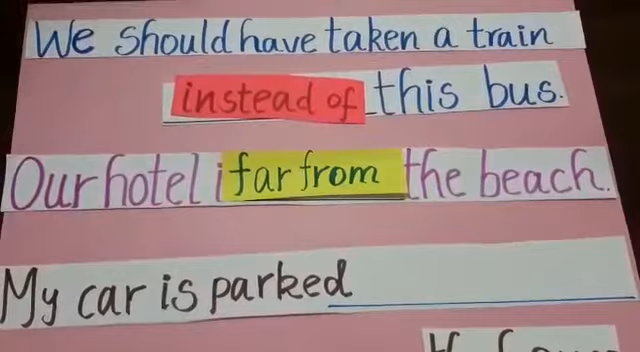 We should have taken a train
instead of this bus.
Our hotel i far from the beach.
My car is parked